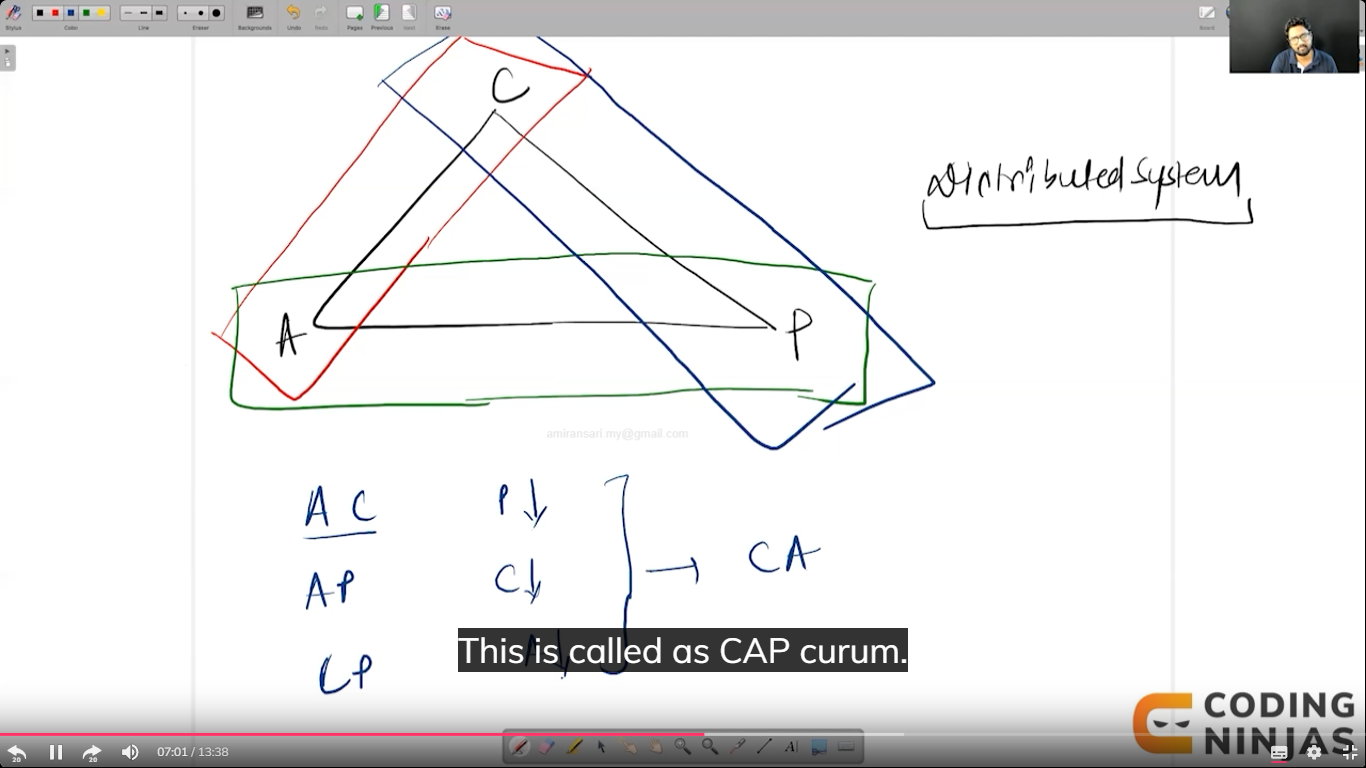 Stylus Color Line Eraser Backgrounds Undo Redo Pages Previous Next Erase Board
C
Distributed System
A
P
amiransari.my@gmail.com
A C P↓
AP C↓
→ CA
CP A↓
This is called as CAP curum.
CODING
NINJAS
20 20 07:01 / 13:38